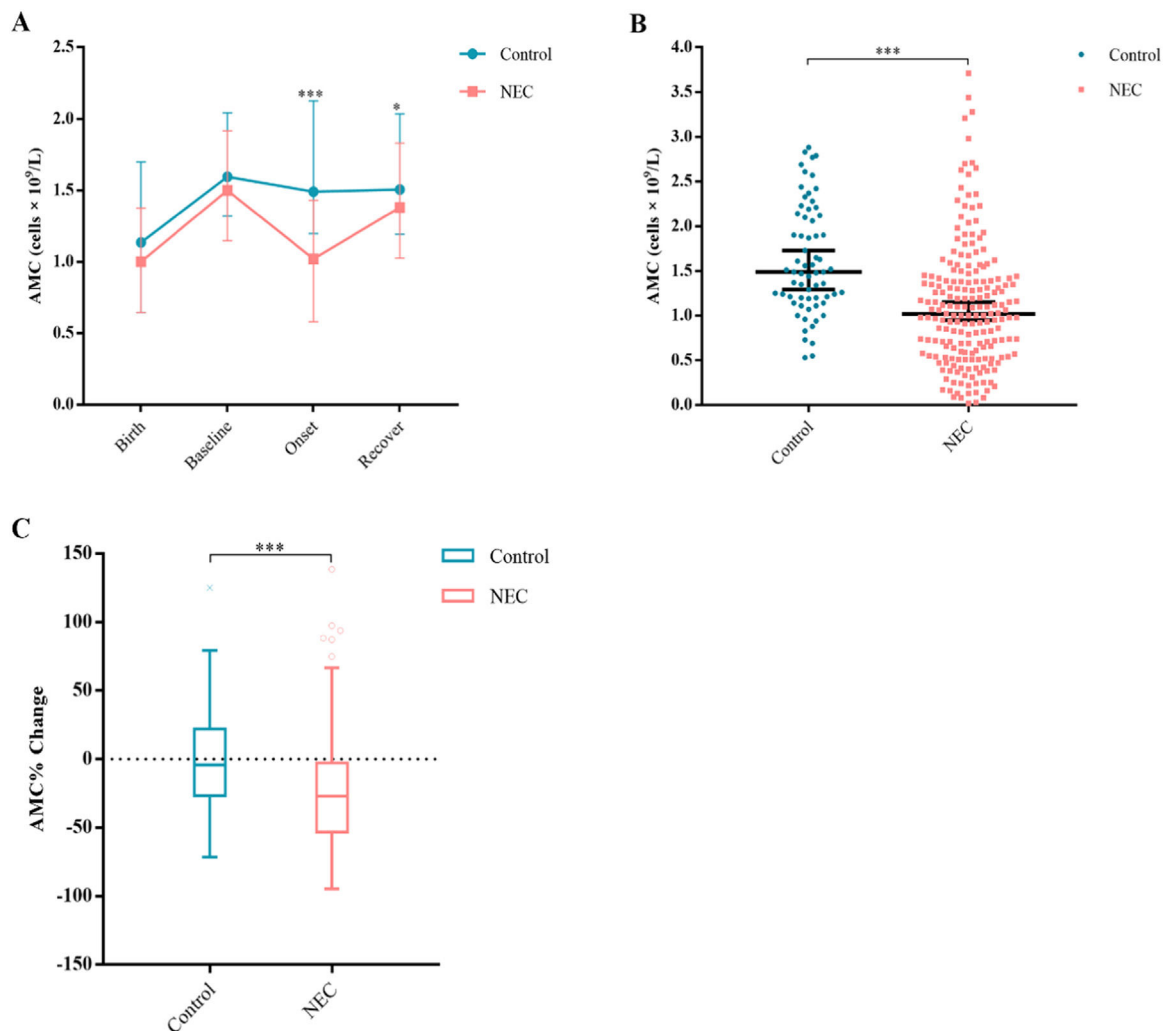 A
2.5
2.0
1.5
1.0
0.5
0.0
AMC (cells × 10⁹/L)
***
*
Control
NEC
Birth
Baseline
Onset
Recover
B
4.0
3.5
3.0
2.5
2.0
1.5
1.0
0.5
0.0
AMC (cells × 10⁹/L)
***
Control
NEC
Control
NEC
C
150
100
50
0
-50
-100
-150
AMC% Change
***
Control
NEC
Control
NEC